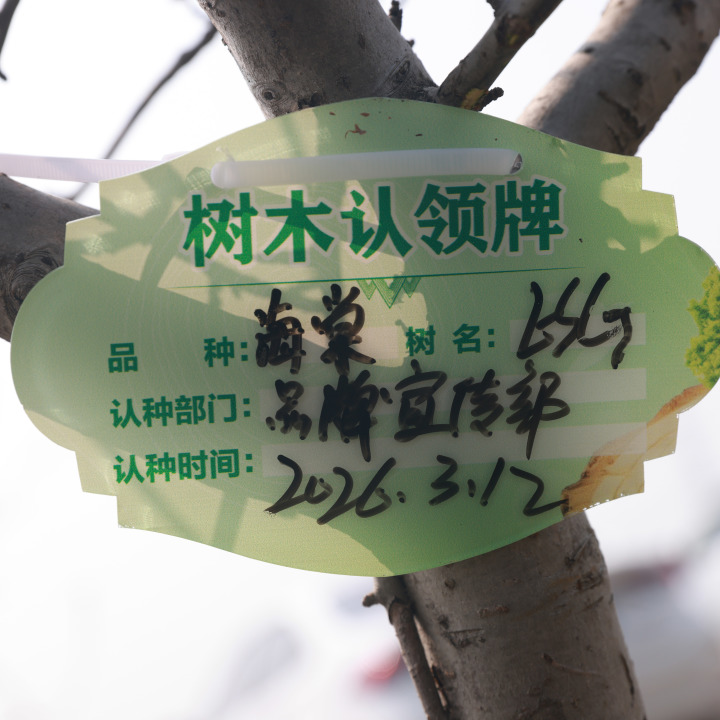 树木认领牌
品 种：海棠 树 名：ESG
认种部门：品牌宣传部
认种时间：2026.3.12